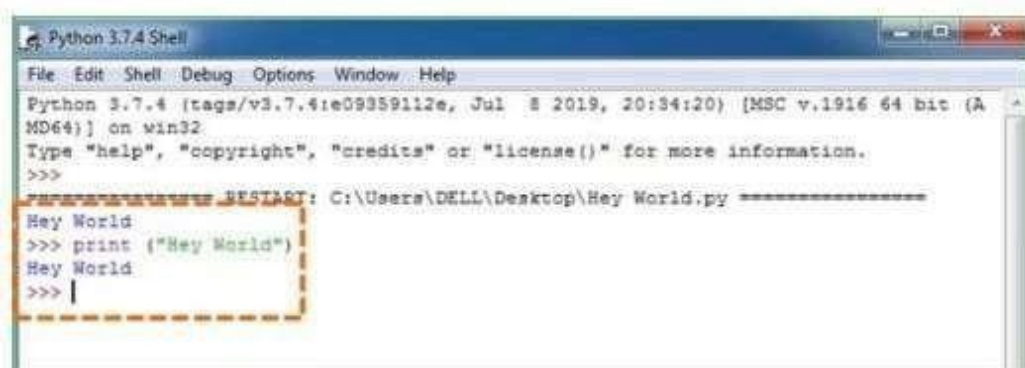 Python 3.7.4 Shell
File Edit Shell Debug Options Window Help
Python 3.7.4 (tags/v3.7.4:e09359112e, Jul 8 2019, 20:34:20) [MSC v.1916 64 bit (A
MD64)] on win32
Type "help", "copyright", "credits" or "license()" for more information.
>>>
================ RESTART: C:\Users\DELL\Desktop\Hey World.py ================
Hey World
>>> print ("Hey World")
Hey World
>>>